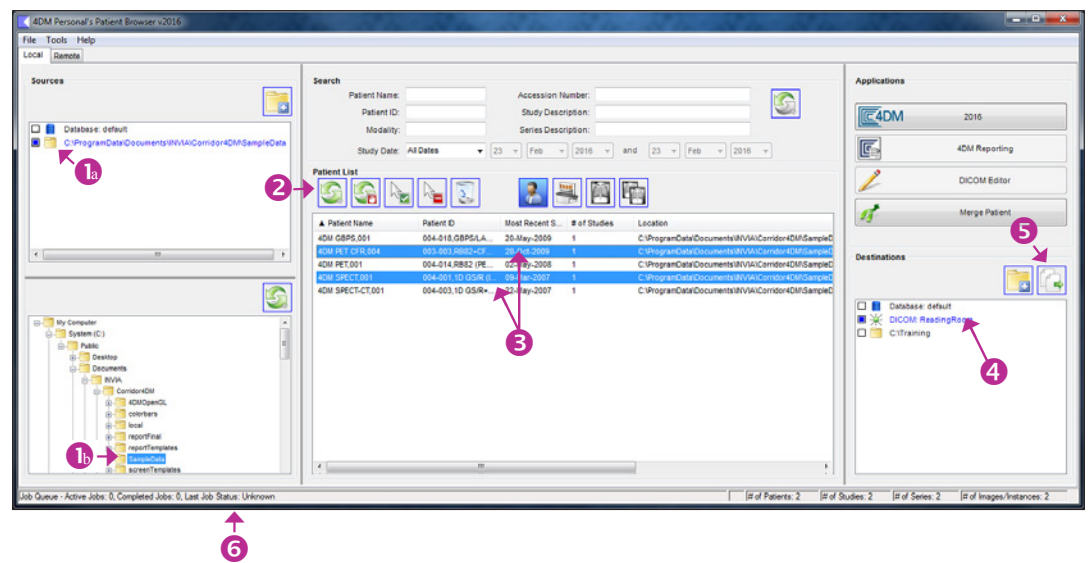 4DM Personal's Patient Browser v2016
File Tools Help
Local Remote
Sources
Database: default
C:\ProgramData\Documents\INVIA\Corridor4DM\SampleData
1a
My Computer
System (C:)
Public
Desktop
Documents
INVIA
Corridor4DM
4DMOpenGL
colorbars
local
reportFinal
reportTemplates
1b
SampleData
screenTemplates
Search
Patient Name: Accession Number:
Patient ID: Study Description:
Modality: Series Description:
Study Date: All Dates 23 Feb 2016 and 23 Feb 2016
Patient List
2
▲ Patient Name Patient ID Most Recent S... # of Studies Location
4DM GBPS,001 004-018,GBPS/LA... 20-May-2009 1 C:\ProgramData\Documents\INVIA\Corridor4DM\SampleD
4DM PET CFR,004 003-003,RB82+CF... 1 C:\ProgramData\Documents\INVIA\Corridor4DM\SampleD
4DM PET,001 004-014,RB82 (PE... 02-May-2008 1 C:\ProgramData\Documents\INVIA\Corridor4DM\SampleD
4DM SPECT,001 004-001,1D GS/R (I... 09-Mar-2007 1 C:\ProgramData\Documents\INVIA\Corridor4DM\SampleD
4DM SPECT-CT,001 004-003,1D GS/R+... 22-May-2007 1 C:\ProgramData\Documents\INVIA\Corridor4DM\SampleD
3
Applications
4DM 2016
4DM Reporting
DICOM Editor
Merge Patient
5
Destinations
Database: default
DICOM: ReadingRoom
C:\Training
4
Job Queue - Active Jobs: 0, Completed Jobs: 0, Last Job Status: Unknown # of Patients: 2 # of Studies: 2 # of Series: 2 # of Images/Instances: 2
6